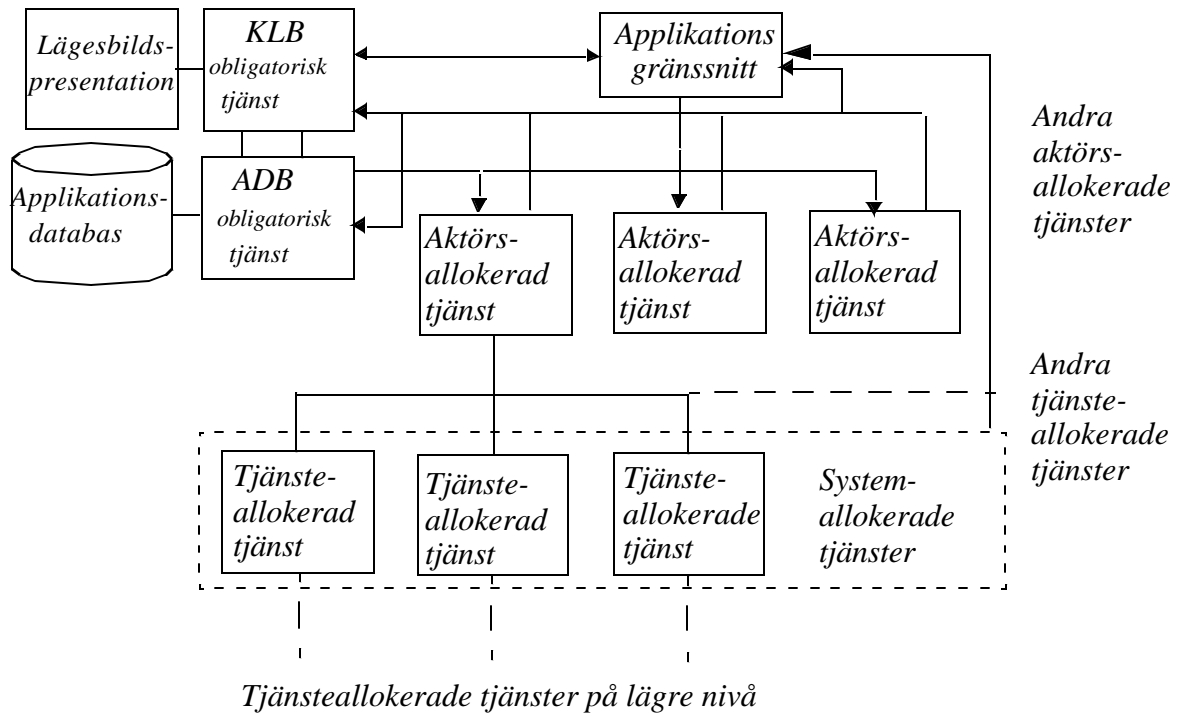 Lägesbilds-
presentation
KLB
obligatorisk
tjänst
Applikations
gränssnitt
Applikations-
databas
ADB
obligatorisk
tjänst
Aktörs-
allokerad
tjänst
Aktörs-
allokerad
tjänst
Aktörs-
allokerad
tjänst
Andra
aktörs-
allokerade
tjänster
Andra
tjänste-
allokerade
tjänster
Tjänste-
allokerad
tjänst
Tjänste-
allokerad
tjänst
Tjänste-
allokerade
tjänst
System-
allokerade
tjänster
Tjänsteallokerade tjänster på lägre nivå